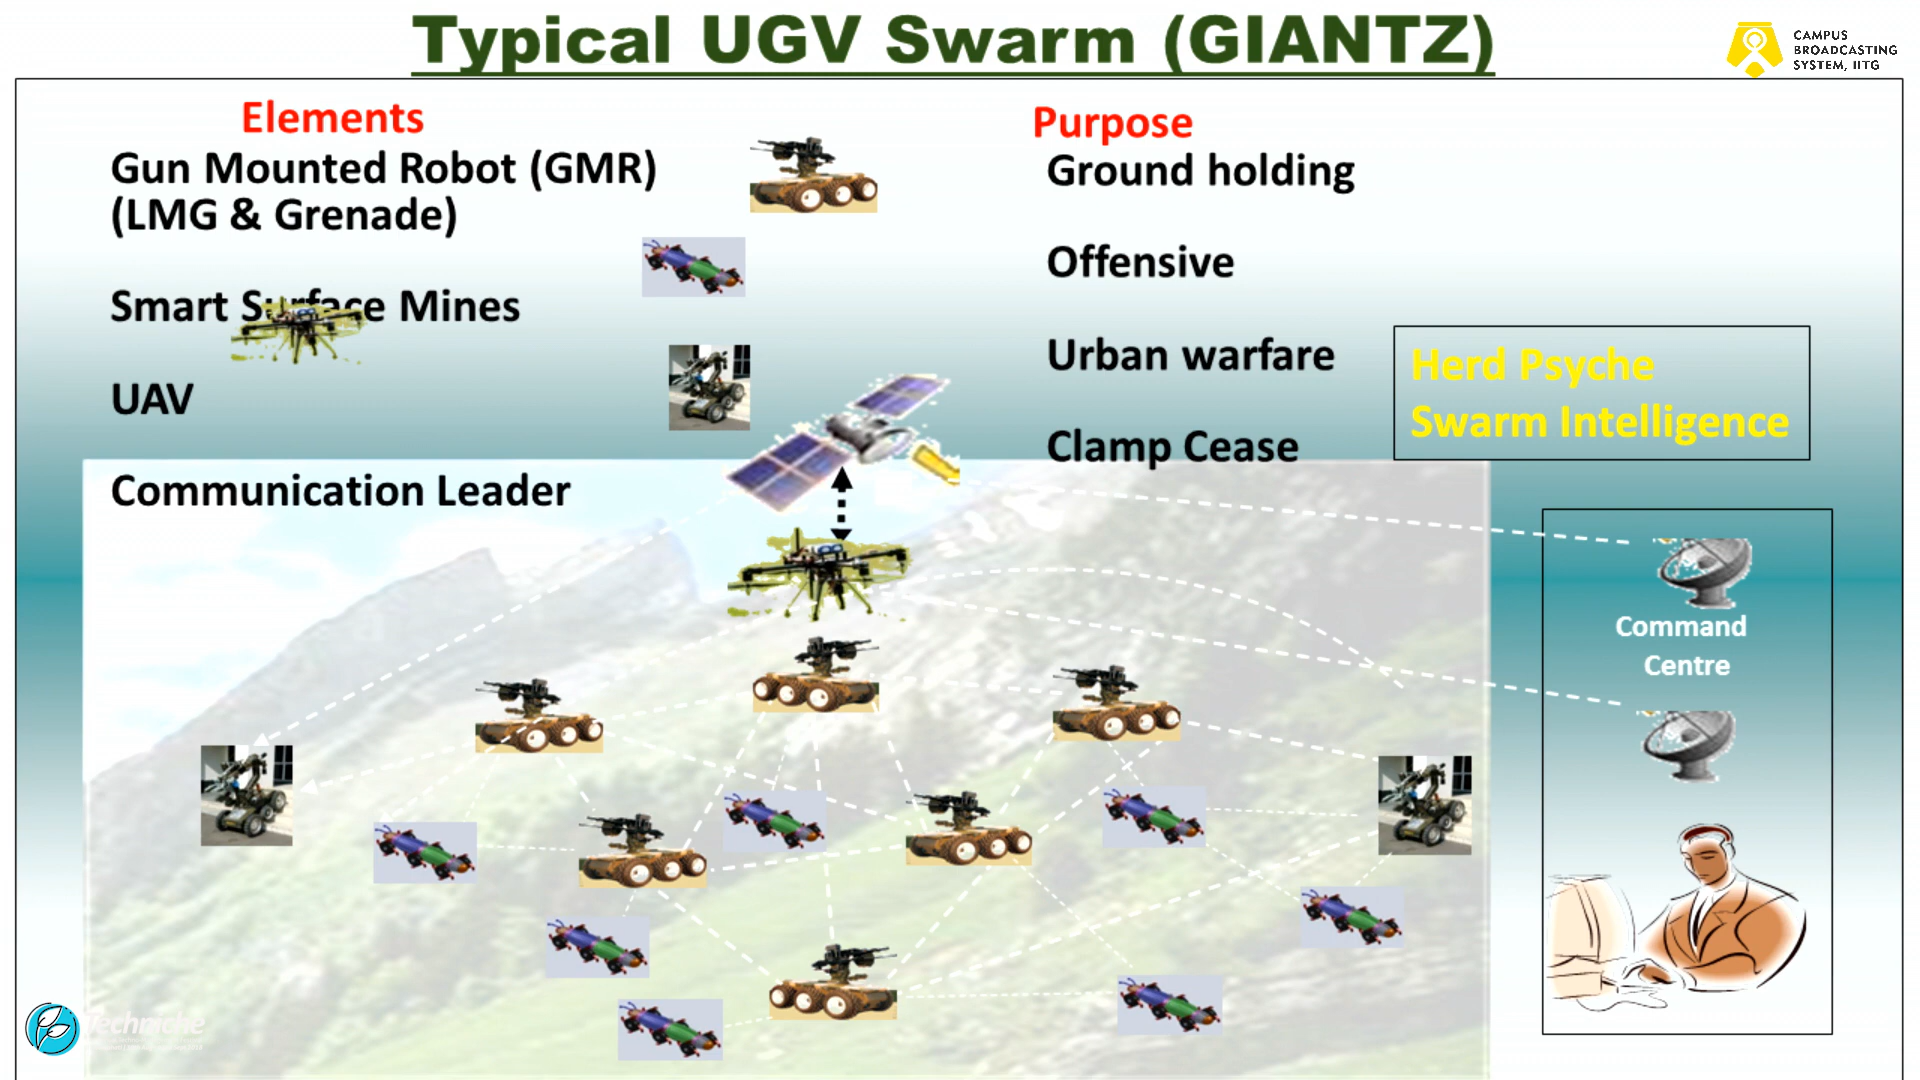 Typical UGV Swarm (GIANTZ)
CAMPUS
BROADCASTING
SYSTEM, IITG
Elements
Gun Mounted Robot (GMR)
(LMG & Grenade)
Smart Surface Mines
UAV
Communication Leader
Purpose
Ground holding
Offensive
Urban warfare
Clamp Cease
Herd Psyche
Swarm Intelligence
Command
Centre
Techniche